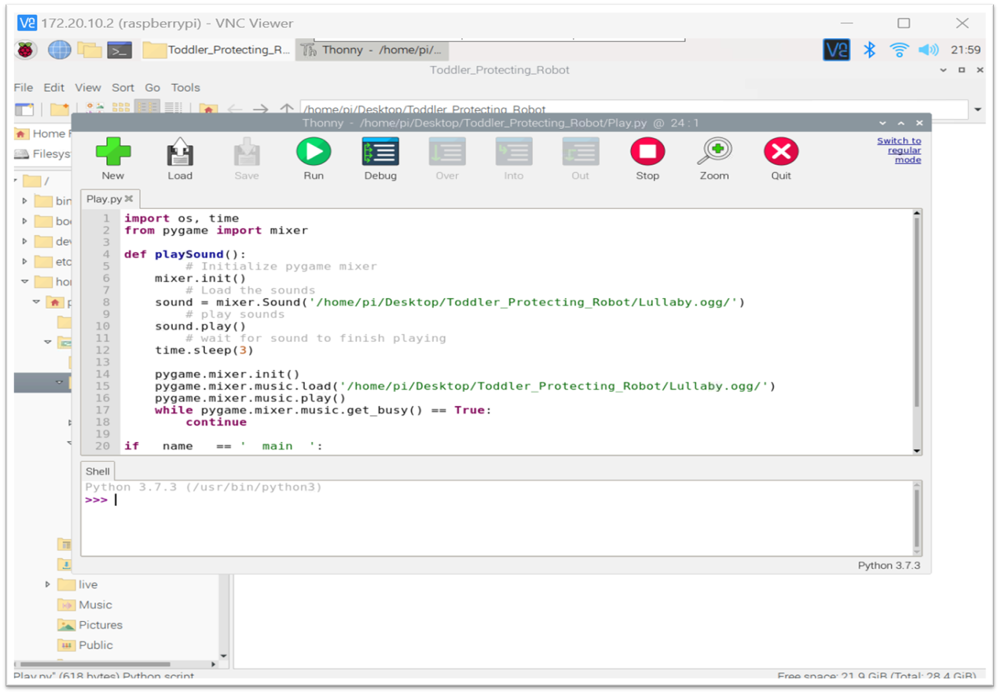 172.20.10.2 (raspberrypi) - VNC Viewer
Toddler_Protecting_R...
Thonny - /home/pi/...
21:59
Toddler_Protecting_Robot
File Edit View Sort Go Tools
/home/pi/Desktop/Toddler_Protecting_Robot
Thonny - /home/pi/Desktop/Toddler_Protecting_Robot/Play.py @ 24:1
Home F
Filesys
/
bin
boo
dev
etc
hor
p
live
Music
Pictures
Public
New Load Save Run Debug Over Into Out Stop Zoom Quit
Switch to
regular
mode
Play.py
1 import os, time
2 from pygame import mixer
3
4 def playSound():
5 # Initialize pygame mixer
6 mixer.init()
7 # Load the sounds
8 sound = mixer.Sound('/home/pi/Desktop/Toddler_Protecting_Robot/Lullaby.ogg/')
9 # play sounds
10 sound.play()
11 # wait for sound to finish playing
12 time.sleep(3)
13
14 pygame.mixer.init()
15 pygame.mixer.music.load('/home/pi/Desktop/Toddler_Protecting_Robot/Lullaby.ogg/')
16 pygame.mixer.music.play()
17 while pygame.mixer.music.get_busy() == True:
18 continue
19
20 if name == ' main ':
Shell
Python 3.7.3 (/usr/bin/python3)
>>>
Python 3.7.3
Play.py" (618 bytes) Python script
Free space: 21.9 GiB (Total: 28.4 GiB)